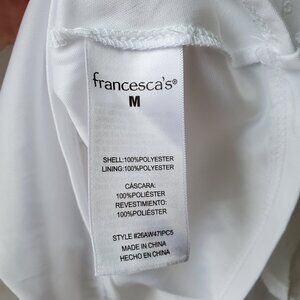 francesca's®
M
SHELL:100%POLYESTER
LINING:100%POLYESTER
CÁSCARA:
100%POLIÉSTER
REVESTIMIENTO:
100%POLIÉSTER
STYLE #26AW471PC5
MADE IN CHINA
HECHO EN CHINA